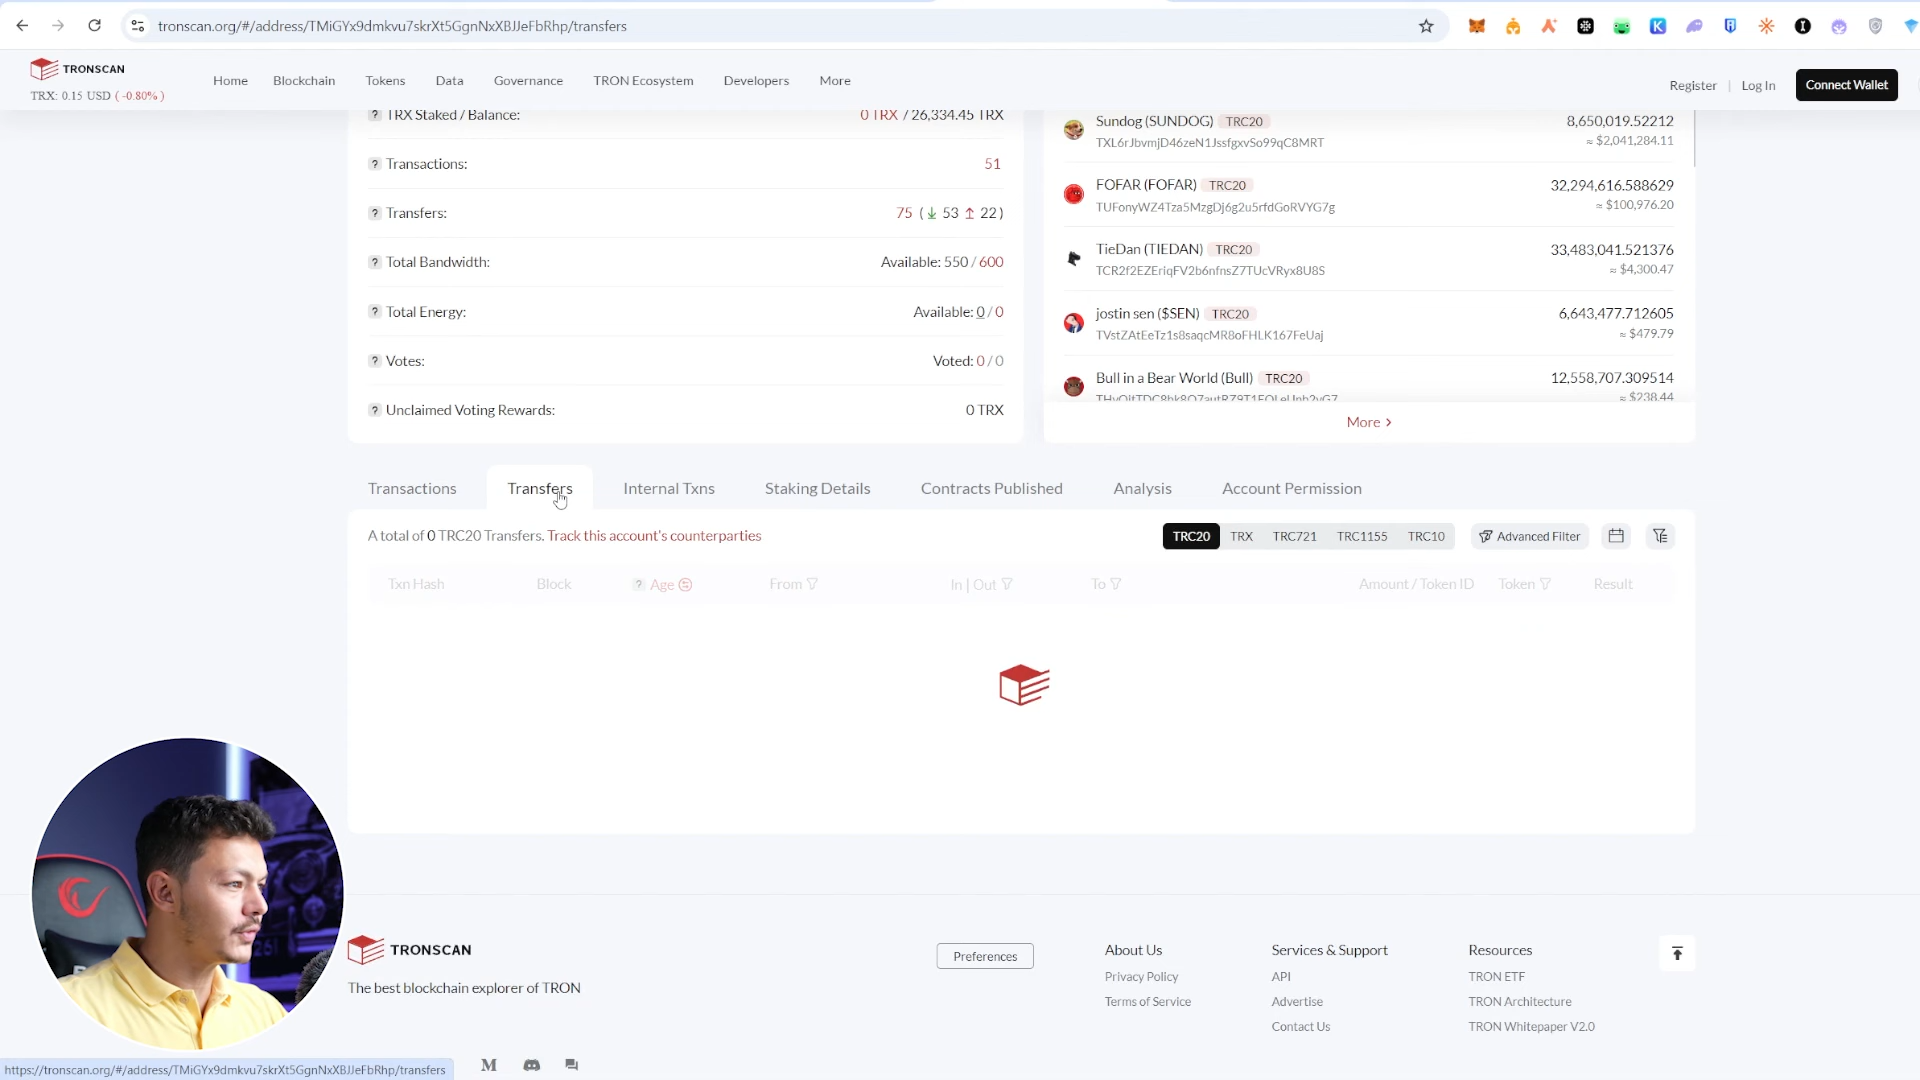 tronscan.org/#/address/TMiGYx9dmkvu7skrXt5GgnNxXBJJeFbRhp/transfers
TRONSCAN
TRX: 0.15 USD ( -0.80% )
Home Blockchain Tokens Data Governance TRON Ecosystem Developers More
Register | Log In Connect Wallet
? TRX Staked / Balance: 0 TRX / 26,334.45 TRX
? Transactions: 51
? Transfers: 75 ( ↓ 53 ↑ 22 )
? Total Bandwidth: Available: 550 / 600
? Total Energy: Available: 0 / 0
? Votes: Voted: 0 / 0
? Unclaimed Voting Rewards: 0 TRX
Sundog (SUNDOG) TRC20 8,650,019.52212
TXL6rJbvmjD46zeN1JssfgxvSo99qC8MRT ≈ $2,041,284.11
FOFAR (FOFAR) TRC20 32,294,616.588629
TUFonyWZ4Tza5MzgDj6g2u5rfdGoRVYG7g ≈ $100,976.20
TieDan (TIEDAN) TRC20 33,483,041.521376
TCR2f2EZEriqFV2b6nfnsZ7TUcVRyx8U8S ≈ $4,300.47
jostin sen ($SEN) TRC20 6,643,477.712605
TVstZAtEeTz1s8saqcMR8oFHLK167FeUaj ≈ $479.79
Bull in a Bear World (Bull) TRC20 12,558,707.309514
≈ $238.44
More >
Transactions Transfers Internal Txns Staking Details Contracts Published Analysis Account Permission
A total of 0 TRC20 Transfers. Track this account's counterparties
TRC20 TRX TRC721 TRC1155 TRC10 Advanced Filter
Txn Hash Block ? Age From In | Out To Amount / Token ID Token Result
TRONSCAN
The best blockchain explorer of TRON
Preferences
About Us
Privacy Policy
Terms of Service
Services & Support
API
Advertise
Contact Us
Resources
TRON ETF
TRON Architecture
TRON Whitepaper V2.0
https://tronscan.org/#/address/TMiGYx9dmkvu7skrXt5GgnNxXBJJeFbRhp/transfers